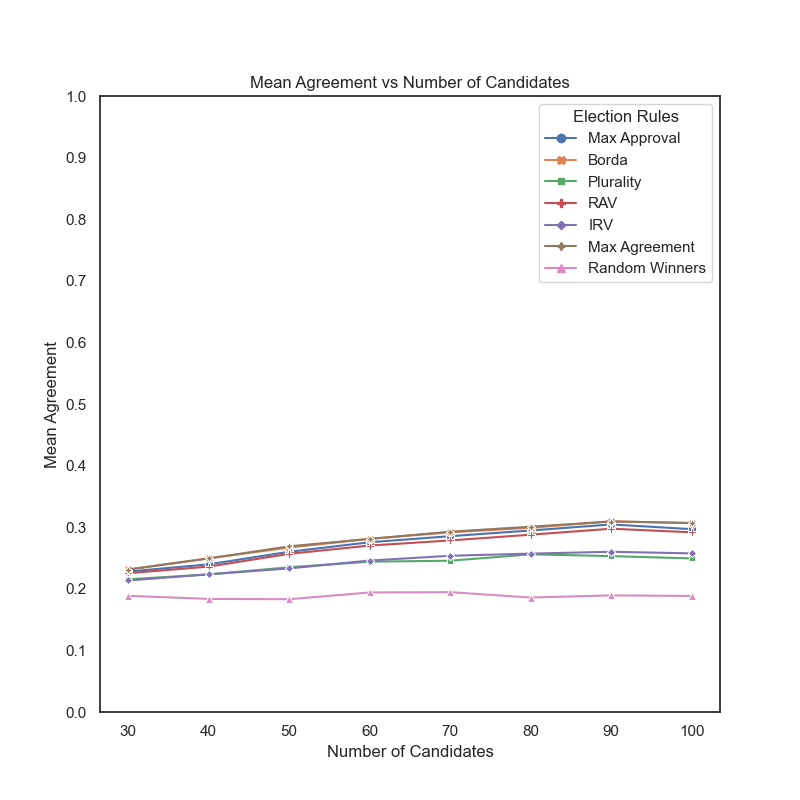 Mean Agreement vs Number of Candidates
1.0
0.9
0.8
0.7
0.6
0.5
0.4
0.3
0.2
0.1
0.0
Mean Agreement
Election Rules
Max Approval
Borda
Plurality
RAV
IRV
Max Agreement
Random Winners
30 40 50 60 70 80 90 100
Number of Candidates